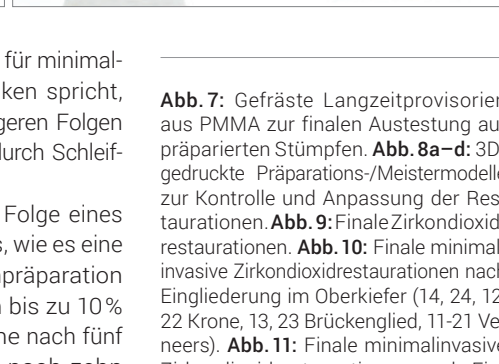 für minimal-
ken spricht,
geren Folgen
durch Schleif-
Folge eines
s, wie es eine
präparation
bis zu 10 %
ne nach fünf
nach zehn
Abb. 7: Gefräste Langzeitprovisorien
aus PMMA zur finalen Austestung au
präparierten Stümpfen. Abb. 8a–d: 3D
gedruckte Präparations-/Meistermodelle
zur Kontrolle und Anpassung der Res
taurationen. Abb. 9: Finale Zirkondioxid
restaurationen. Abb. 10: Finale minimal
invasive Zirkondioxidrestaurationen nach
Eingliederung im Oberkiefer (14, 24, 12
22 Krone, 13, 23 Brückenglied, 11-21 Ve
neers). Abb. 11: Finale minimalinvasive